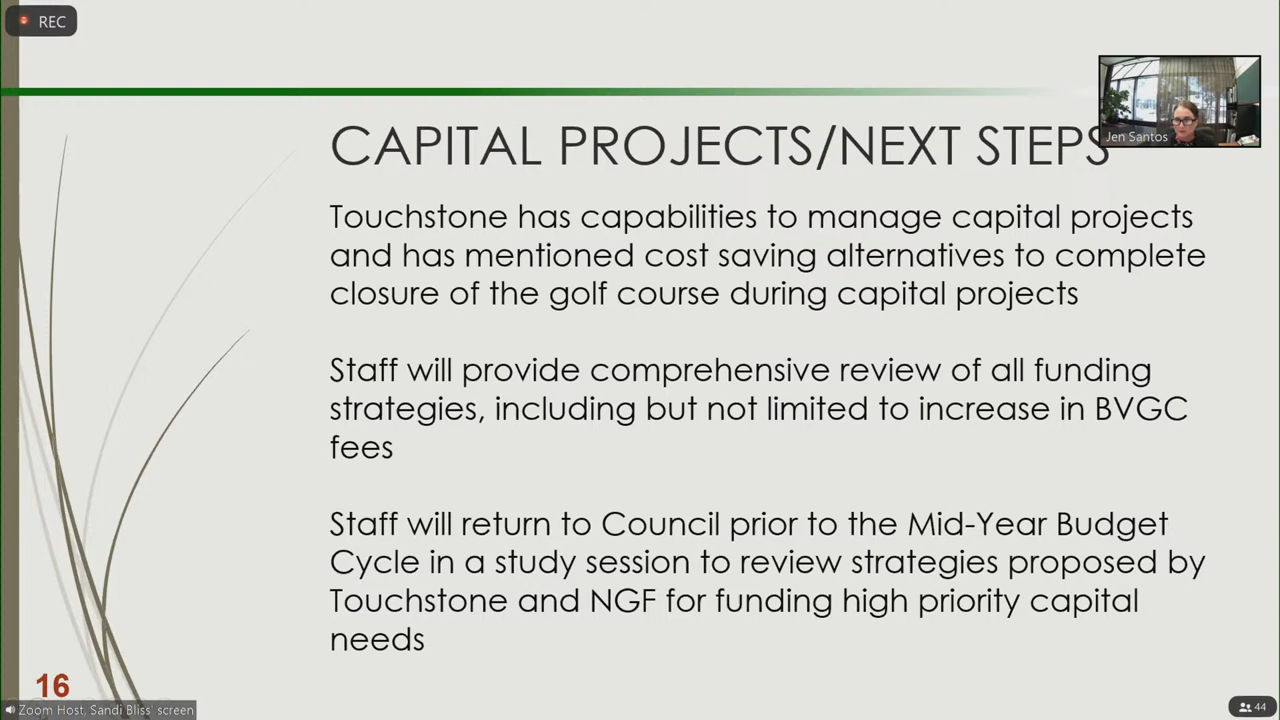 REC
Jen Santos
CAPITAL PROJECTS/NEXT STEPS
Touchstone has capabilities to manage capital projects
and has mentioned cost saving alternatives to complete
closure of the golf course during capital projects
Staff will provide comprehensive review of all funding
strategies, including but not limited to increase in BVGC
fees
Staff will return to Council prior to the Mid-Year Budget
Cycle in a study session to review strategies proposed by
Touchstone and NGF for funding high priority capital
needs
16
Zoom Host, Sandi Bliss' screen
44